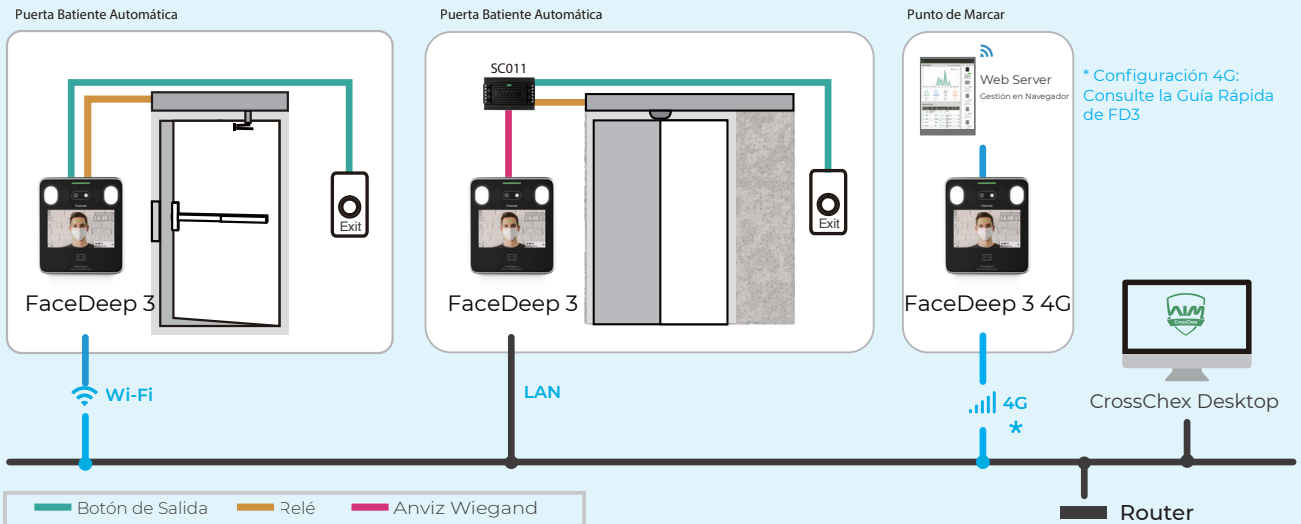 Puerta Batiente Automática
Puerta Batiente Automática
Punto de Marcar
SC011
Web Server
Gestión en Navegador
* Configuración 4G:
Consulte la Guía Rápida
de FD3
Exit
Exit
FaceDeep 3
FaceDeep 3
FaceDeep 3 4G
AIM
CrossChex
Wi-Fi
LAN
4G
*
CrossChex Desktop
Botón de Salida
Relé
Anviz Wiegand
Router